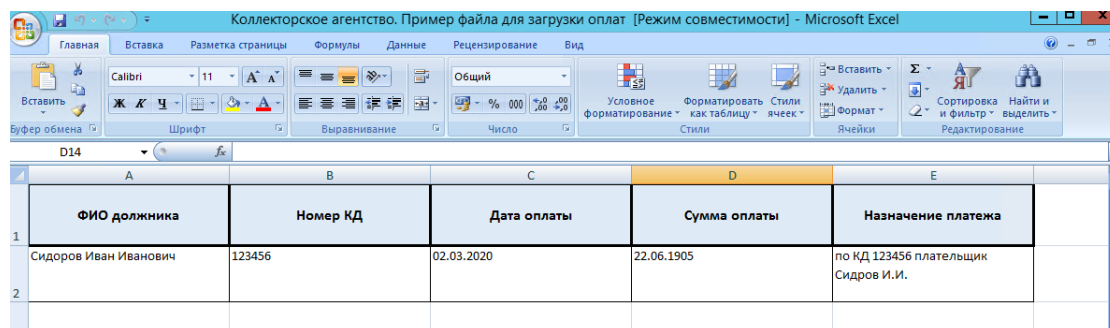 Коллекторское агентство. Пример файла для загрузки оплат [Режим совместимости] - Microsoft Excel
Главная Вставка Разметка страницы Формулы Данные Рецензирование Вид
Вставить
Calibri 11
Ж К Ч
Общий
% 000
Условное форматирование
Форматировать как таблицу
Стили ячеек
Вставить
Удалить
Формат
Сортировка и фильтр
Найти и выделить
Буфер обмена Шрифт Выравнивание Число Стили Ячейки Редактирование
D14 fx
A B C D E
1 ФИО должника Номер КД Дата оплаты Сумма оплаты Назначение платежа
2 Сидоров Иван Иванович 123456 02.03.2020 22.06.1905 по КД 123456 плательщик
Сидров И.И.